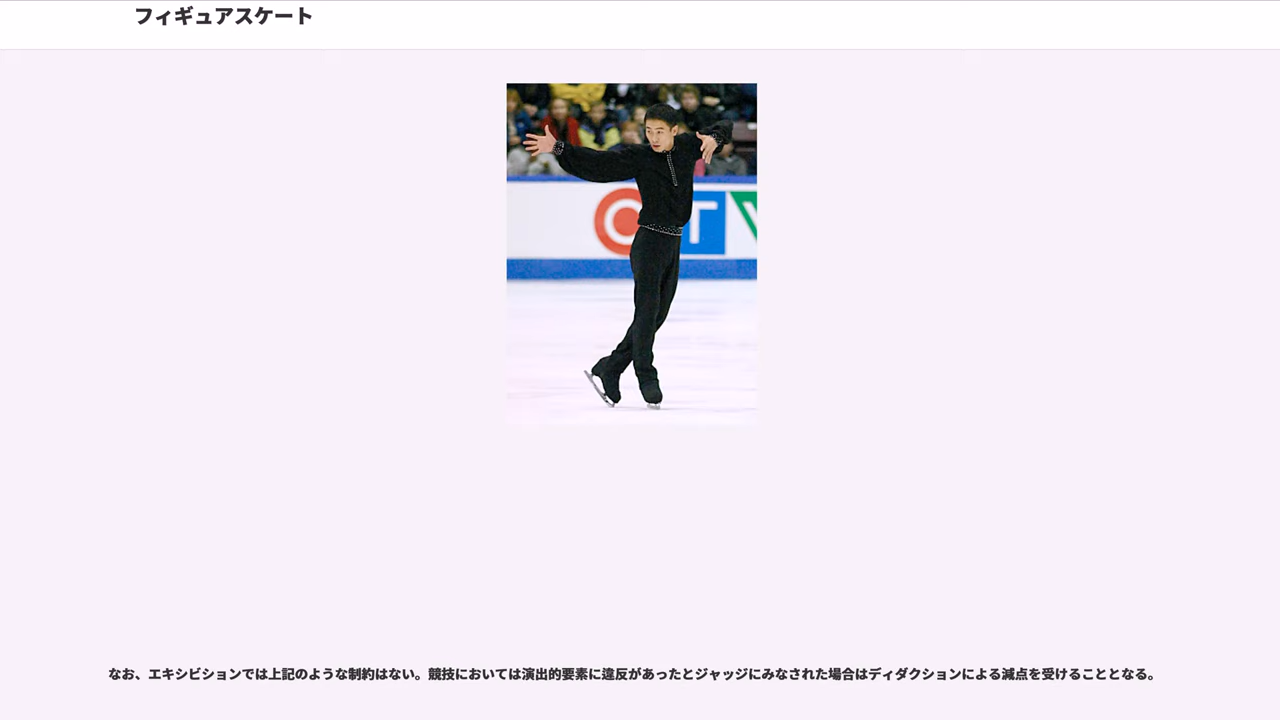 フィギュアスケート
CTV
なお、エキシビションでは上記のような制約はない。競技においては演出的要素に違反があったとジャッジにみなされた場合はディダクションによる減点を受けることとなる。